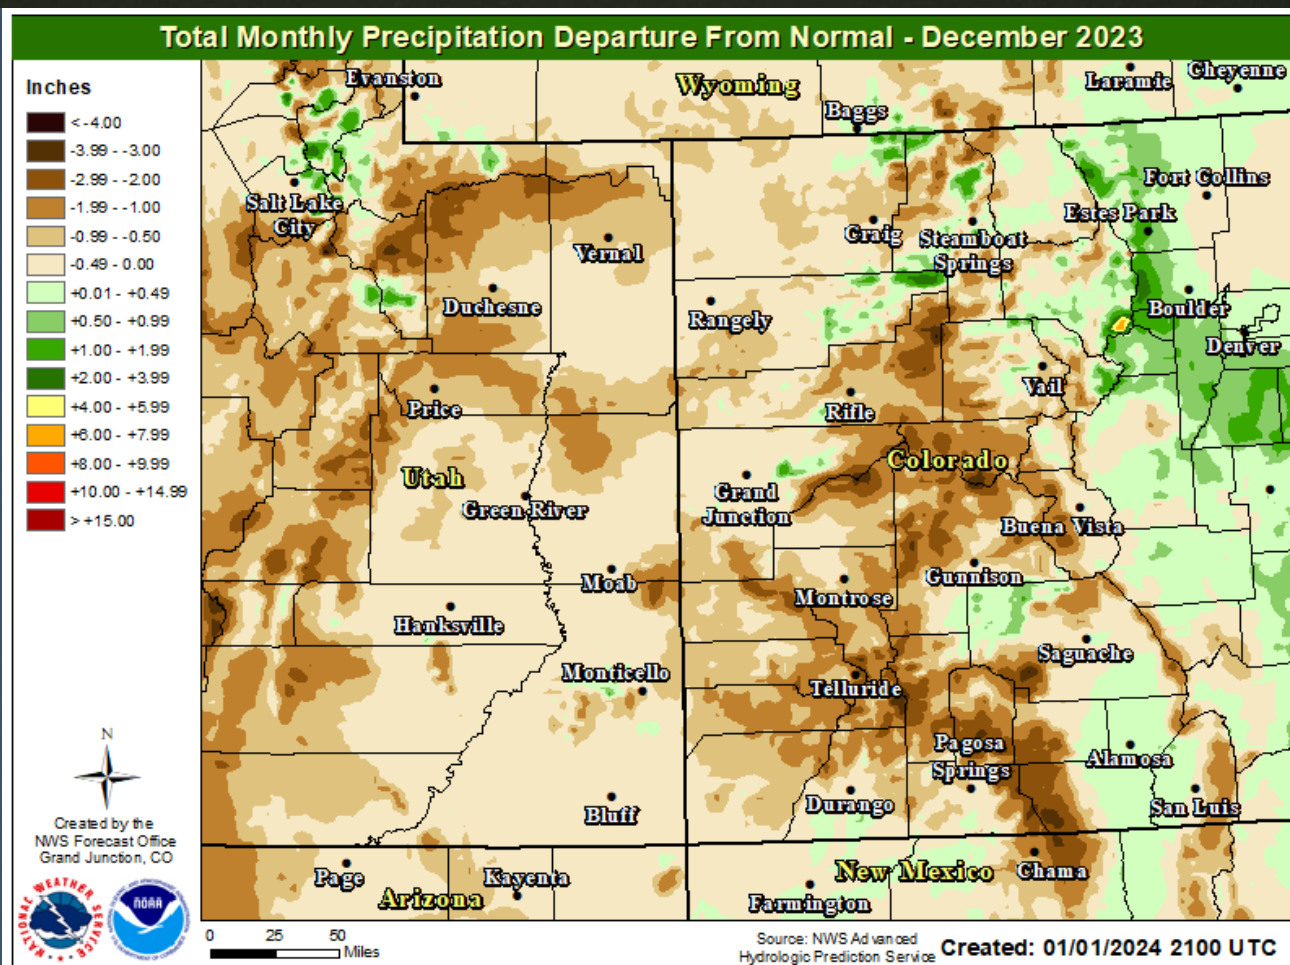 Total Monthly Precipitation Departure From Normal - December 2023
Inches
< -4.00
-3.99 - -3.00
-2.99 - -2.00
-1.99 - -1.00
-0.99 - -0.50
-0.49 - 0.00
+0.01 - +0.49
+0.50 - +0.99
+1.00 - +1.99
+2.00 - +3.99
+4.00 - +5.99
+6.00 - +7.99
+8.00 - +9.99
+10.00 - +14.99
> +15.00
Evanston
Wyoming
Baggs
Laramie
Cheyenne
Salt Lake
City
Vernal
Duchesne
Craig
Steamboat
Springs
Fort Collins
Estes Park
Rangely
Boulder
Denver
Price
Rifle
Vail
Utah
Green River
Grand
Junction
Colorado
Buena Vista
Moab
Montrose
Gunnison
Hanksville
Saguache
Monticello
Telluride
Pagosa
Springs
Alamosa
Bluff
Durango
San Luis
Page
Arizona
Kayenta
New Mexico
Farmington
Chama
N
Created by the
NWS Forecast Office
Grand Junction, CO
NATIONAL WEATHER SERVICE
NOAA
0 25 50
Miles
Source: NWS Advanced
Hydrologic Prediction Service
Created: 01/01/2024 2100 UTC